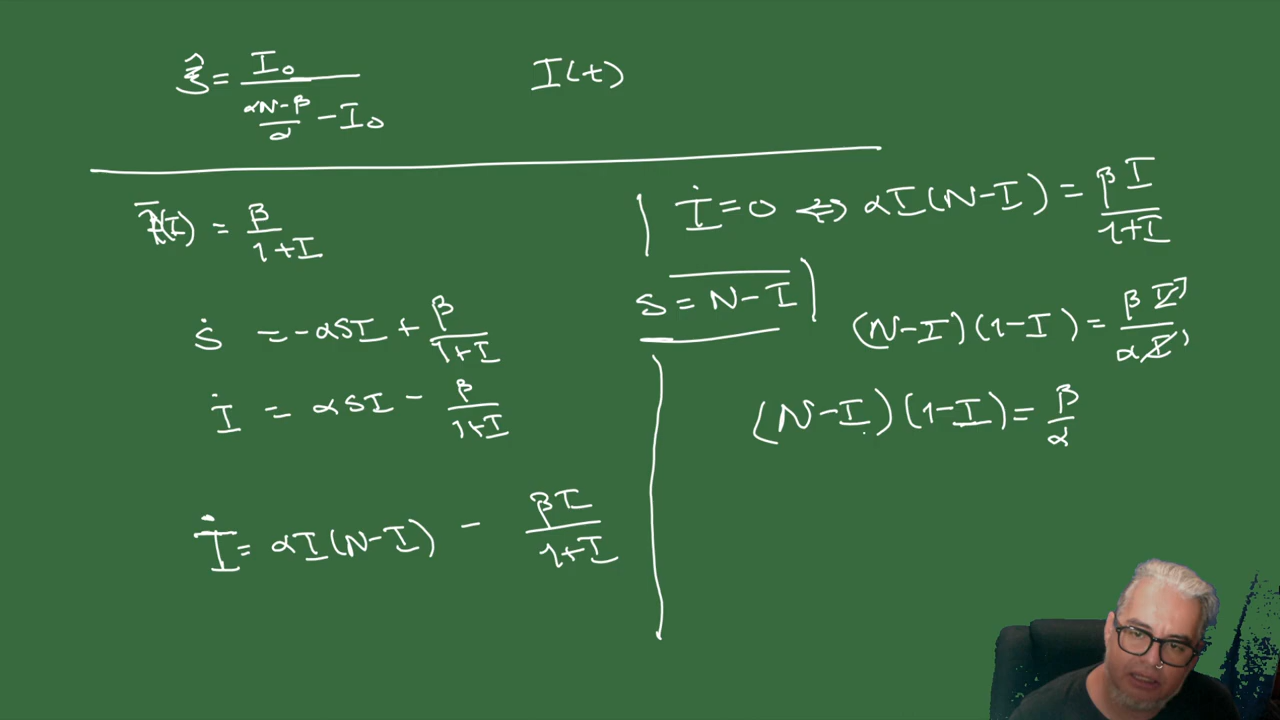 ξ̂ = I₀ / ((αN-β)/α - I₀)
I(t)
(I) = β/(1+I)
Ṡ = -αSI + β/(1+I)
İ = αSI - β/(1+I)
İ = αI(N-I) - βI/(1+I)
İ = 0 ⇔ αI(N-I) = βI/(1+I)
S = N-I
(N-I)(1-I) = βI/αI
(N-I)(1-I) = β/α